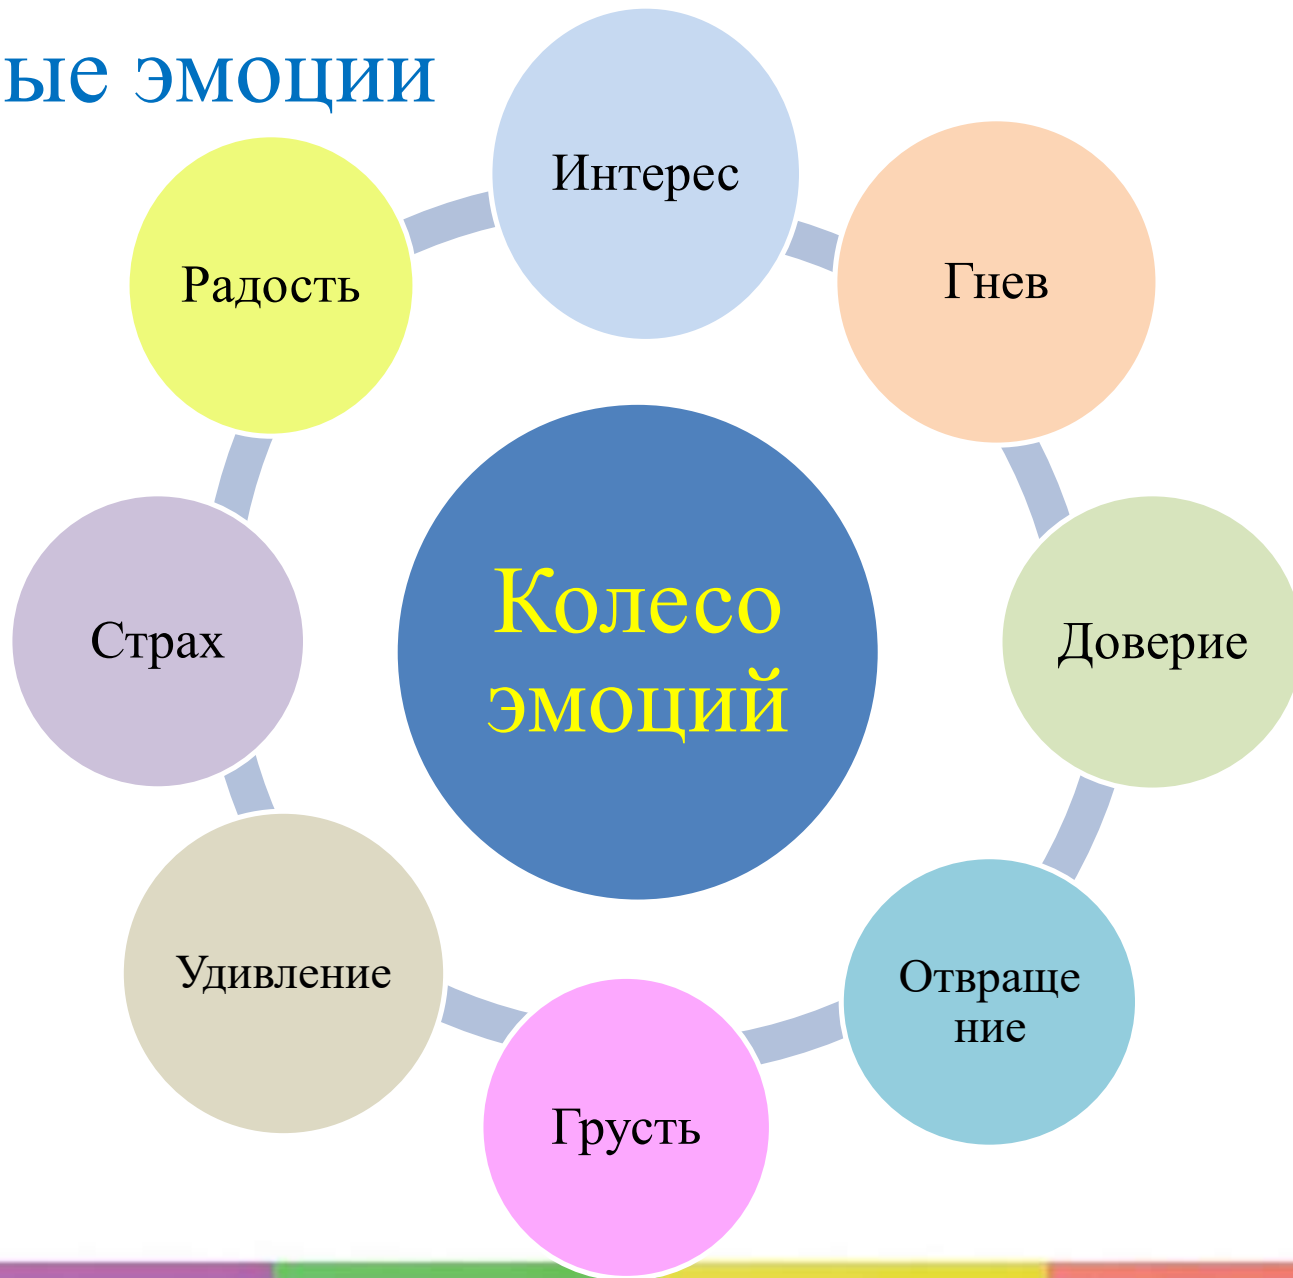 ые эмоции
Интерес
Гнев
Радость
Доверие
Страх
Колесо
эмоций
Отвраще
ние
Удивление
Грусть